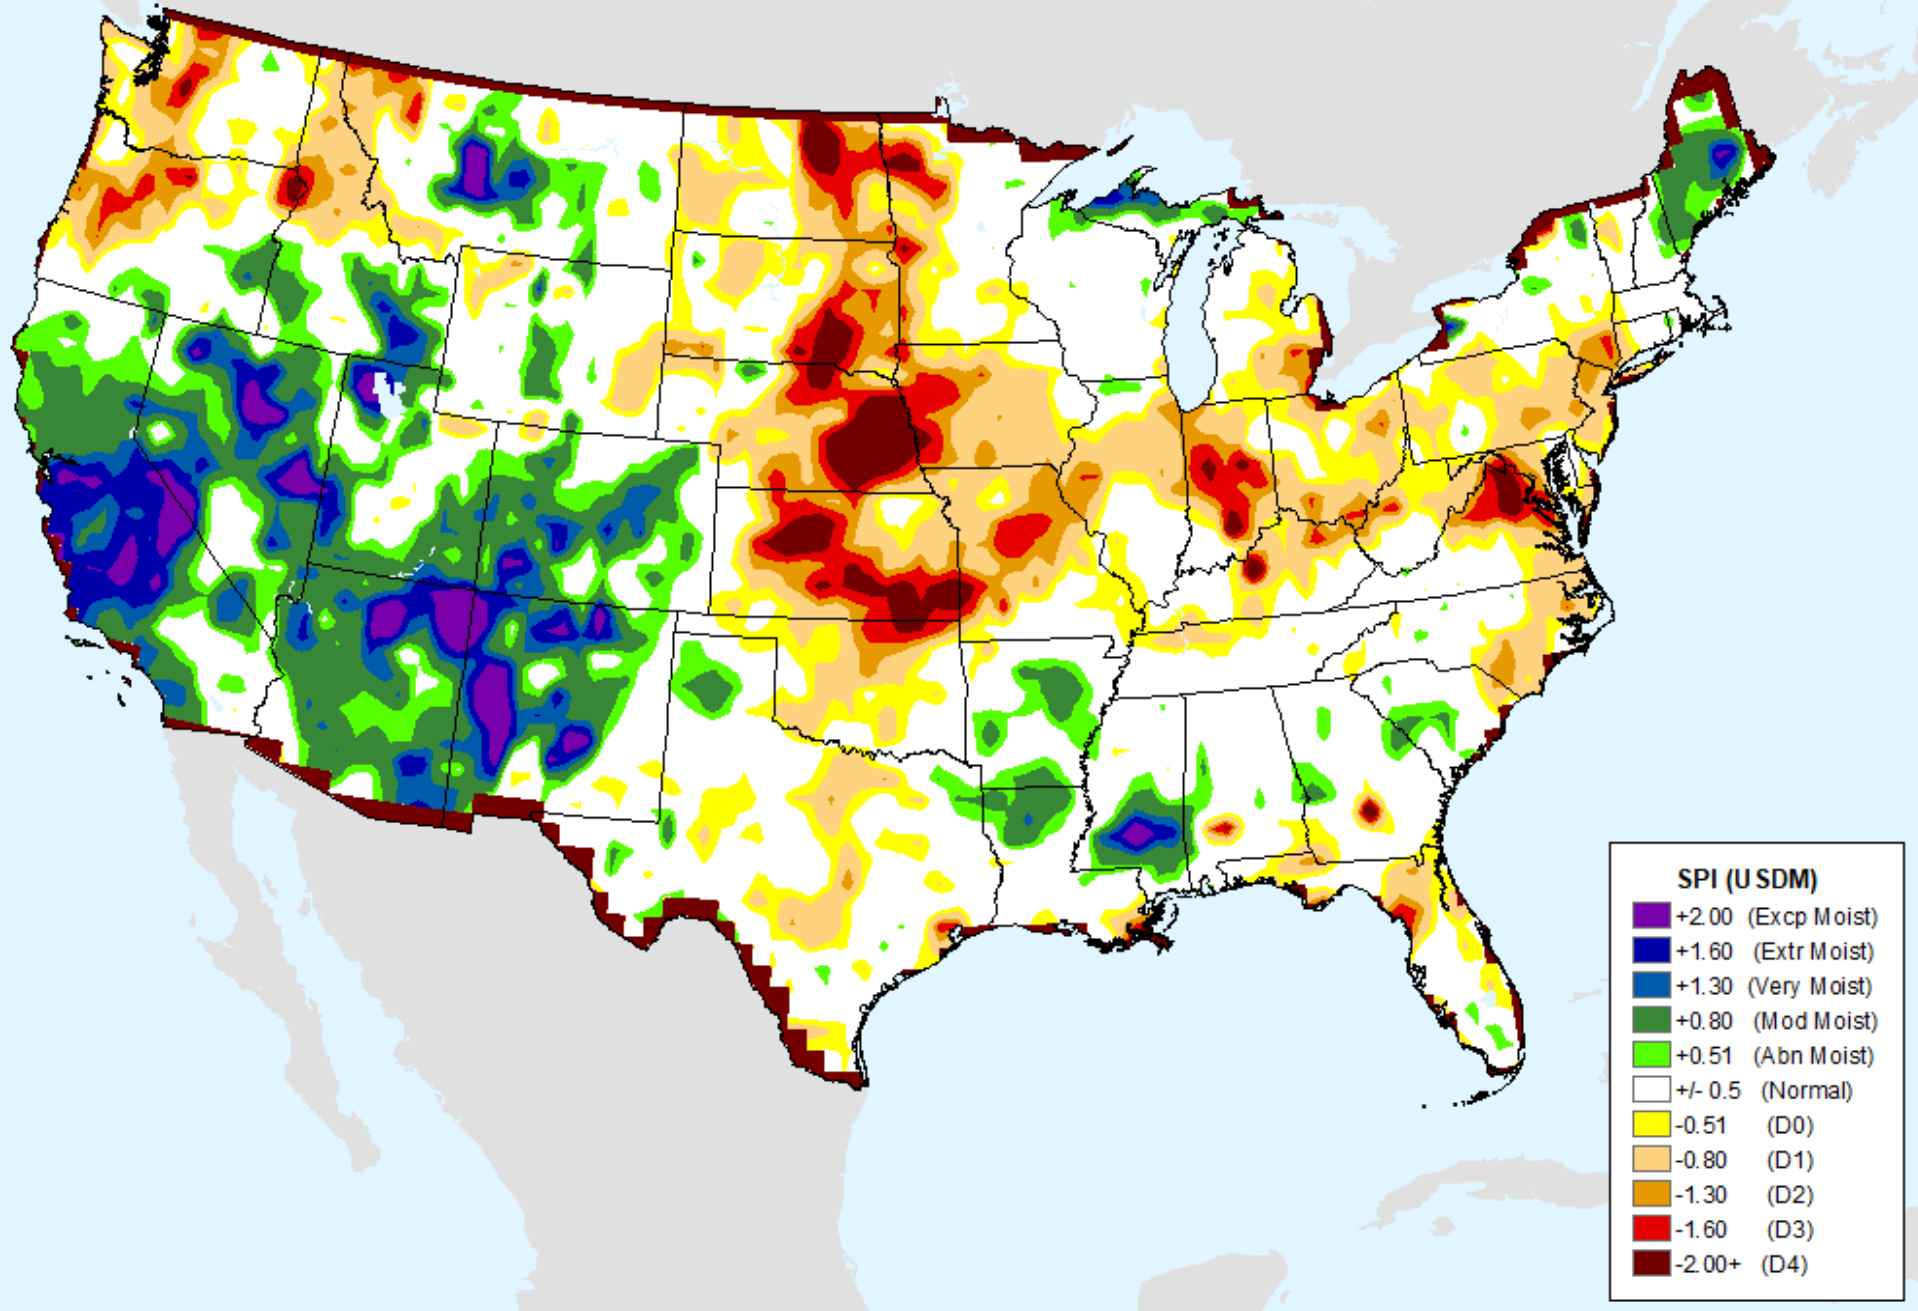 SPI (USDM)
+2.00 (Excp Moist)
+1.60 (Extr Moist)
+1.30 (Very Moist)
+0.80 (Mod Moist)
+0.51 (Abn Moist)
+/- 0.5 (Normal)
-0.51 (D0)
-0.80 (D1)
-1.30 (D2)
-1.60 (D3)
-2.00+ (D4)